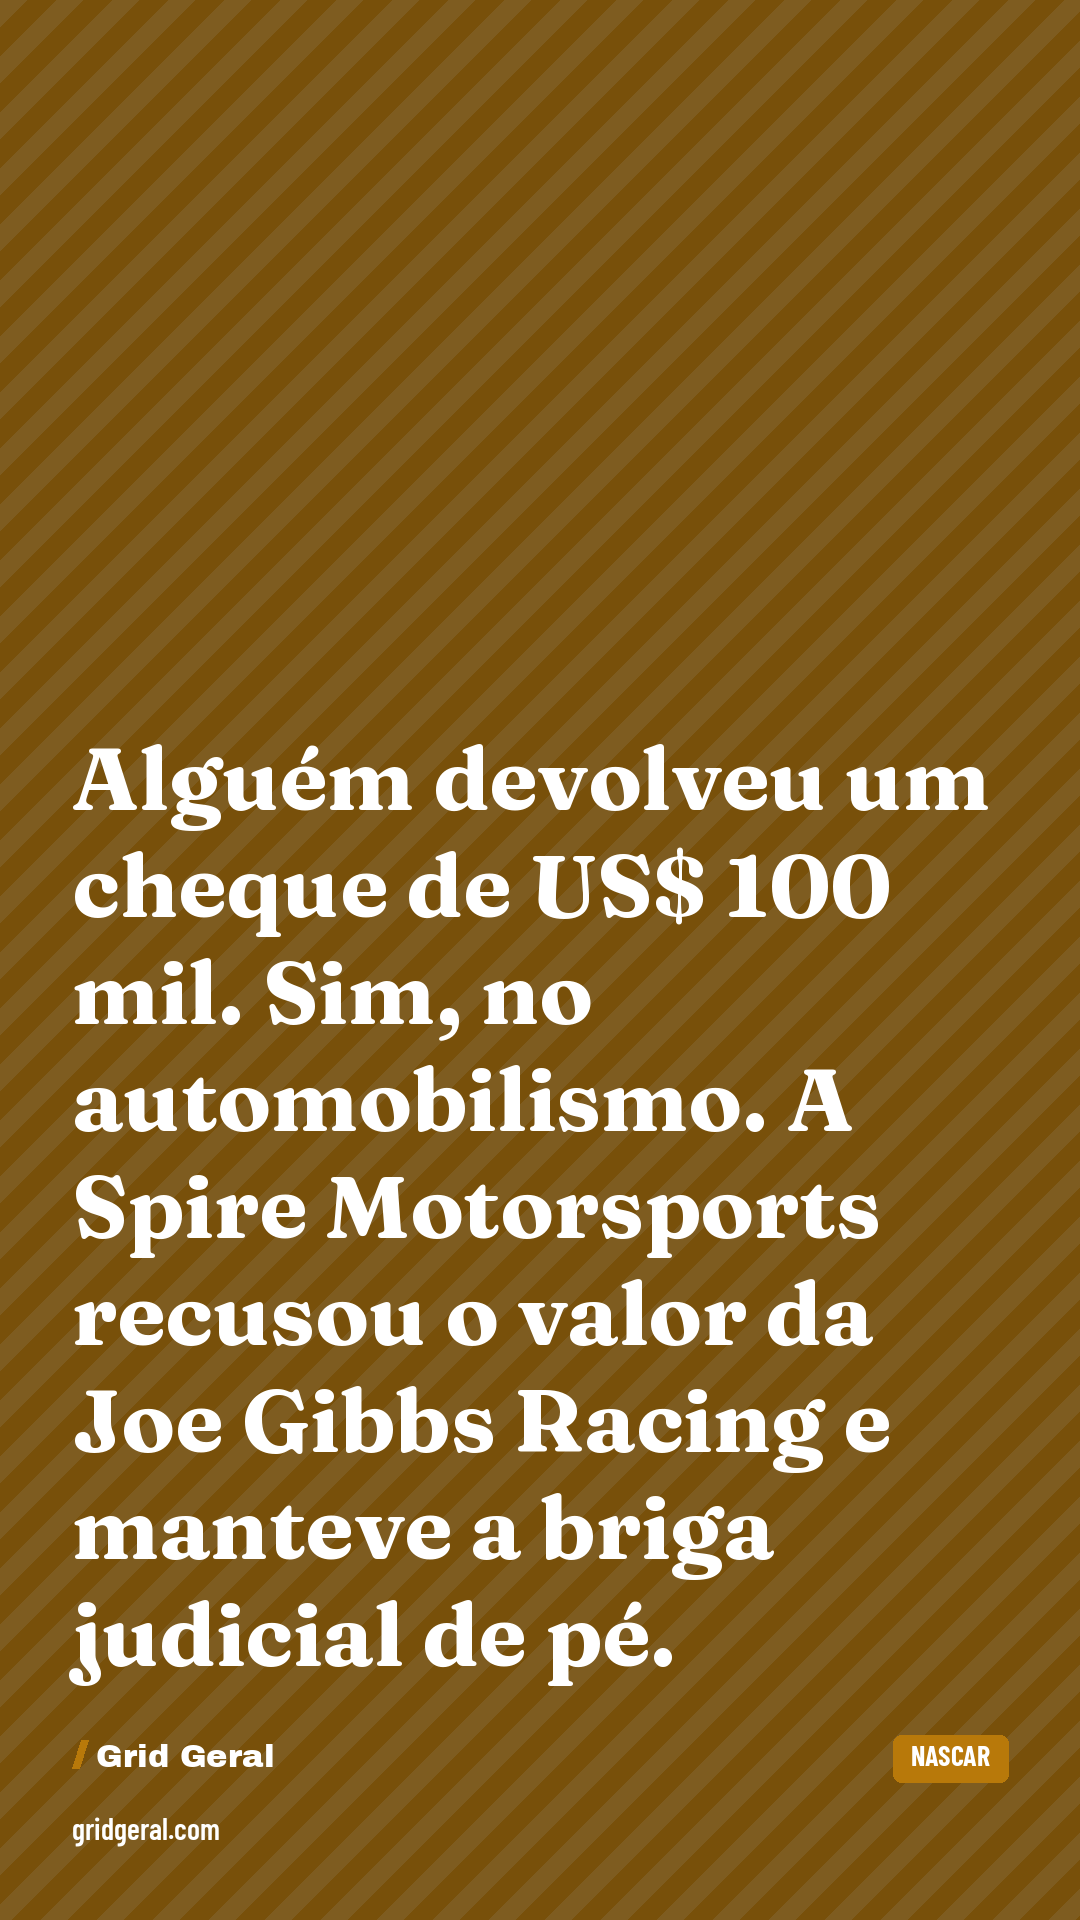 Alguém devolveu um
cheque de US$ 100
mil. Sim, no
automobilismo. A
Spire Motorsports
recusou o valor da
Joe Gibbs Racing e
manteve a briga
judicial de pé.
/ Grid Geral
NASCAR
gridgeral.com